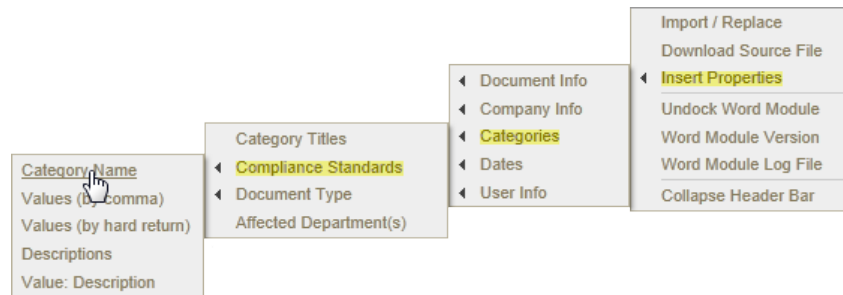 Import / Replace
Download Source File
Insert Properties
Undock Word Module
Word Module Version
Word Module Log File
Collapse Header Bar
Document Info
Company Info
Categories
Dates
User Info
Category Titles
Compliance Standards
Document Type
Affected Department(s)
Category Name
Values (by comma)
Values (by hard return)
Descriptions
Value: Description